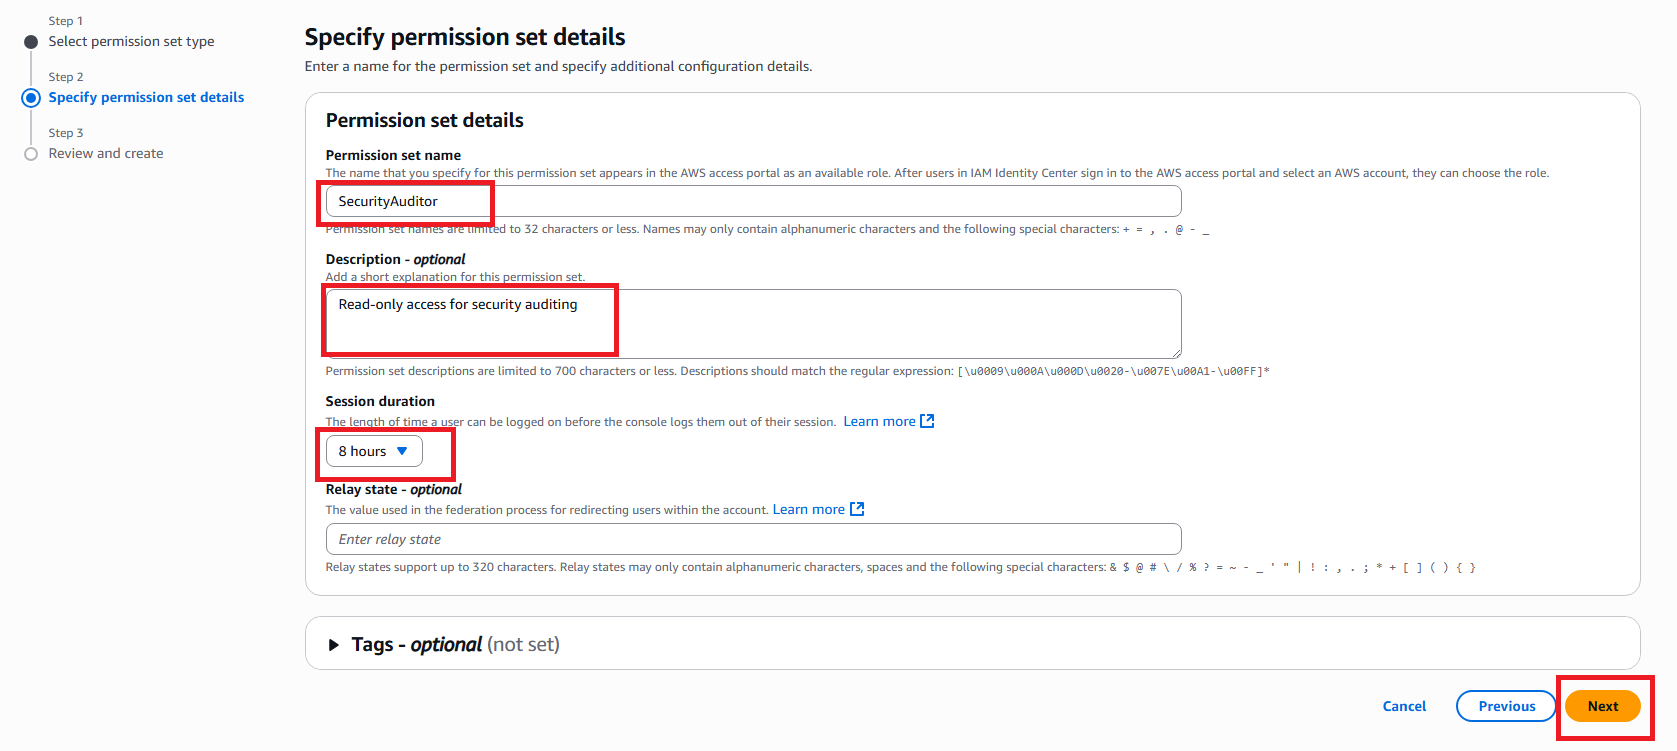 Step 1
Select permission set type
Step 2
Specify permission set details
Step 3
Review and create
Specify permission set details
Enter a name for the permission set and specify additional configuration details.
Permission set details
Permission set name
The name that you specify for this permission set appears in the AWS access portal as an available role. After users in IAM Identity Center sign in to the AWS access portal and select an AWS account, they can choose the role.
SecurityAuditor
Permission set names are limited to 32 characters or less. Names may only contain alphanumeric characters and the following special characters: + = , . @ - _
Description - optional
Add a short explanation for this permission set.
Read-only access for security auditing
Permission set descriptions are limited to 700 characters or less. Descriptions should match the regular expression: [\u0009\u000A\u000D\u0020-\u007E\u00A1-\u00FF]*
Session duration
The length of time a user can be logged on before the console logs them out of their session. Learn more
8 hours
Relay state - optional
The value used in the federation process for redirecting users within the account. Learn more
Enter relay state
Relay states support up to 320 characters. Relay states may only contain alphanumeric characters, spaces and the following special characters: & $ @ # \ / % ? = ~ - _ ' " | ! : , . ; * + [ ] ( ) { }
Tags - optional (not set)
Cancel
Previous
Next